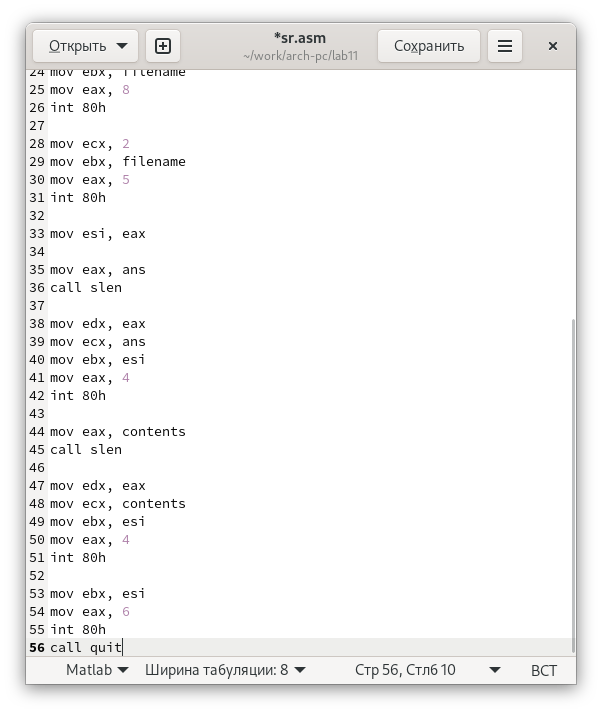 Открыть
*sr.asm
~/work/arch-pc/lab11
Сохранить
24 mov ebx, filename
25 mov eax, 8
26 int 80h
27
28 mov ecx, 2
29 mov ebx, filename
30 mov eax, 5
31 int 80h
32
33 mov esi, eax
34
35 mov eax, ans
36 call slen
37
38 mov edx, eax
39 mov ecx, ans
40 mov ebx, esi
41 mov eax, 4
42 int 80h
43
44 mov eax, contents
45 call slen
46
47 mov edx, eax
48 mov ecx, contents
49 mov ebx, esi
50 mov eax, 4
51 int 80h
52
53 mov ebx, esi
54 mov eax, 6
55 int 80h
56 call quit
Matlab Ширина табуляции: 8 Стр 56, Стлб 10 ВСТ